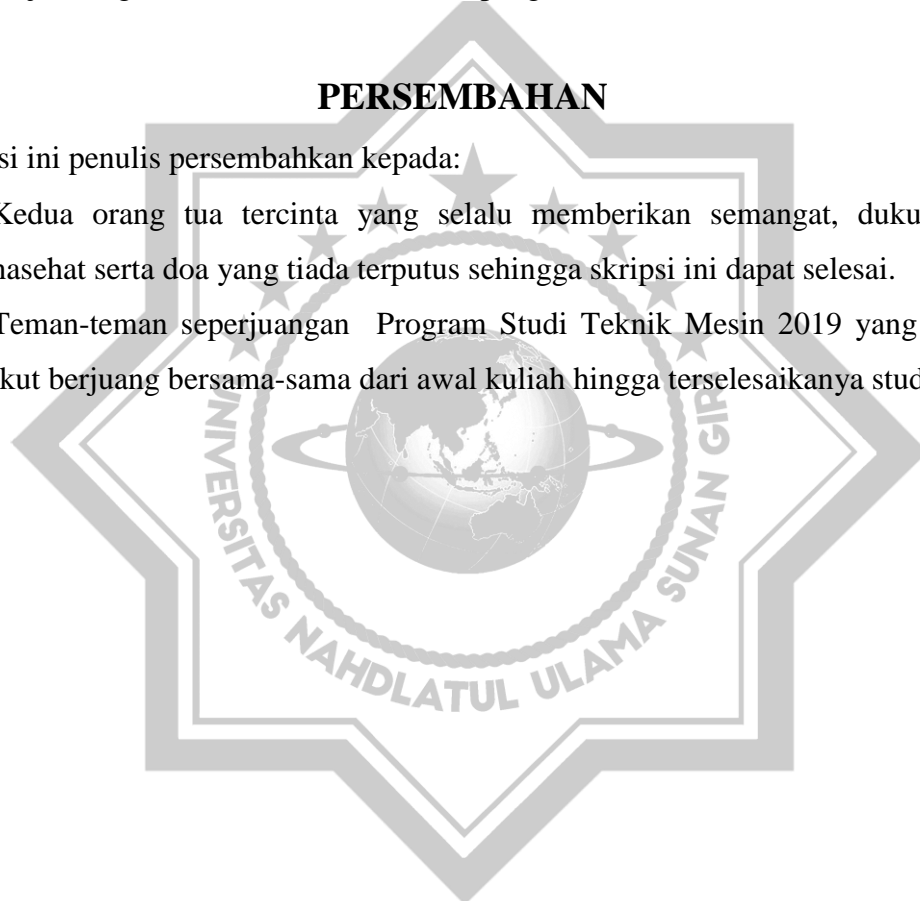 PERSEMBAHAN
si ini penulis persembahkan kepada:
Kedua orang tua tercinta yang selalu memberikan semangat, duku
nasehat serta doa yang tiada terputus sehingga skripsi ini dapat selesai.
Teman-teman seperjuangan Program Studi Teknik Mesin 2019 yang
kut berjuang bersama-sama dari awal kuliah hingga terselesaikanya stud
UNIVERSITAS NAHDLATUL ULAMA SUNAN GIRI